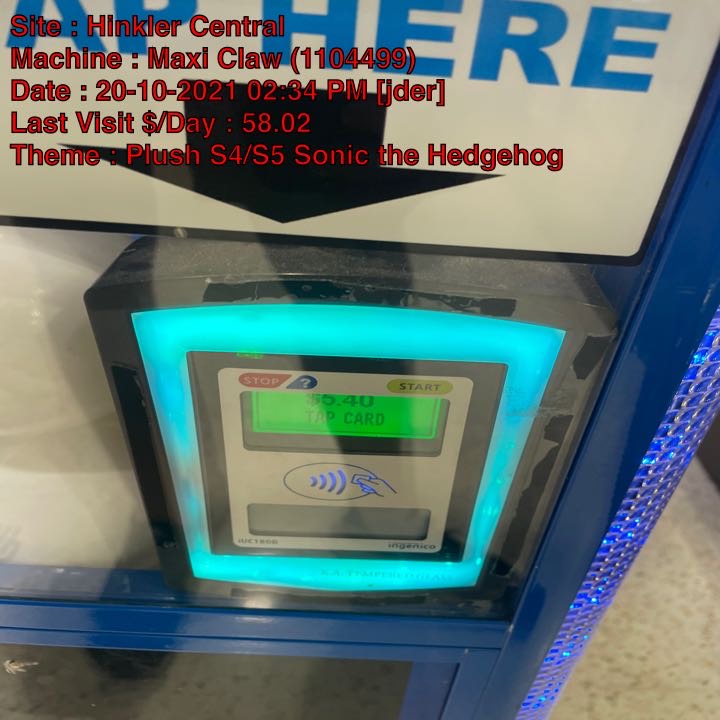 AP HERE
Site : Hinkler Central
Machine : Maxi Claw (1104499)
Date : 20-10-2021 02:34 PM [jder]
Last Visit $/Day : 58.02
Theme : Plush S4/S5 Sonic the Hedgehog
STOP ? START
$5.40
TAP CARD
iUC180B ingenico